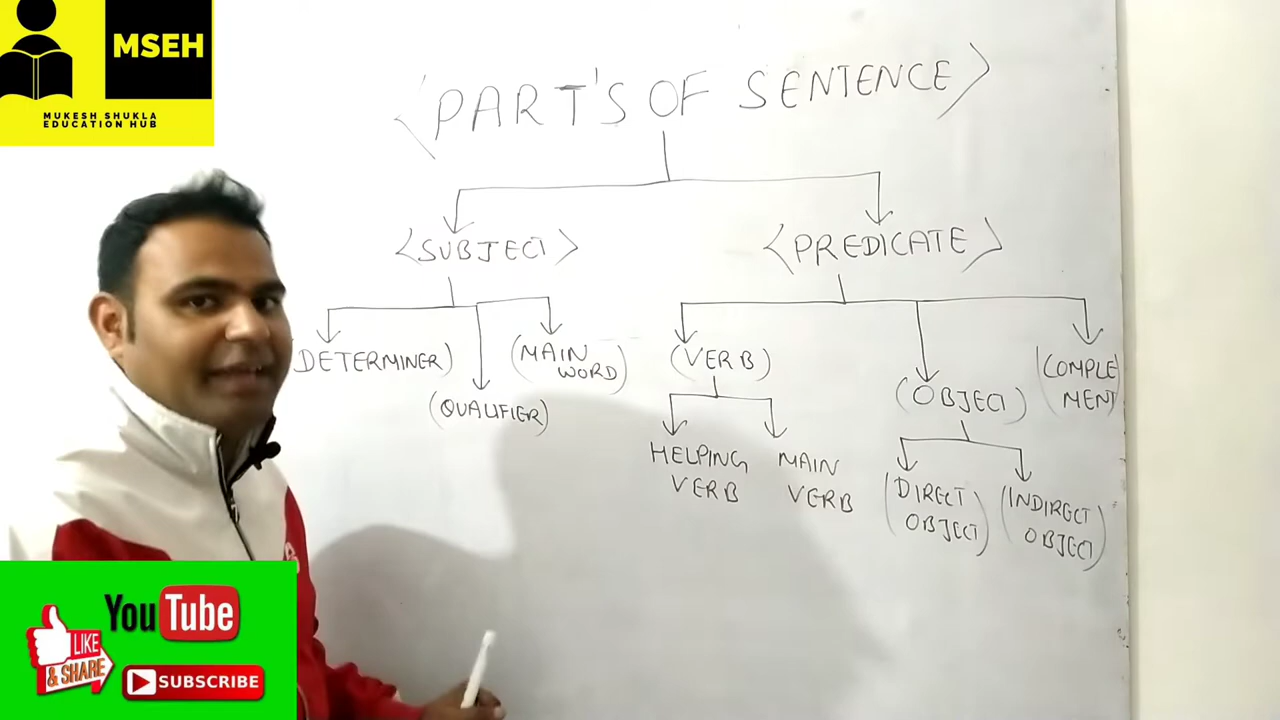 MSEH
MUKESH SHUKLA
EDUCATION HUB
<PART'S OF SENTENCE>
<SUBJECT>
<PREDICATE>
(DETERMINER)
(QUALIFIER)
(MAIN
WORD)
(VERB)
(OBJECT)
(COMPLE
MENT)
HELPING
VERB
MAIN
VERB
(DIRECT
OBJECT)
(INDIRECT
OBJECT)
YouTube
LIKE
& SHARE
SUBSCRIBE